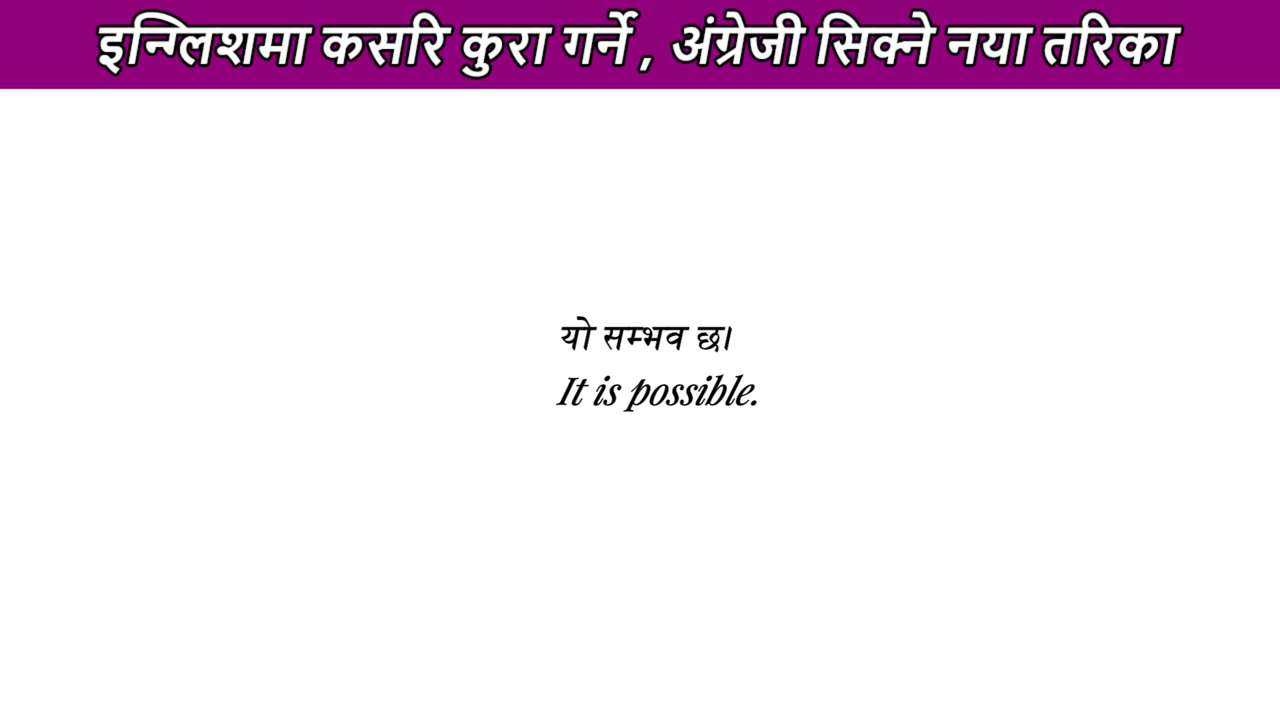 इन्ग्लिशमा कसरि कुरा गर्ने , अंग्रेजी सिक्ने नया तरिका
यो सम्भव छ।
It is possible.